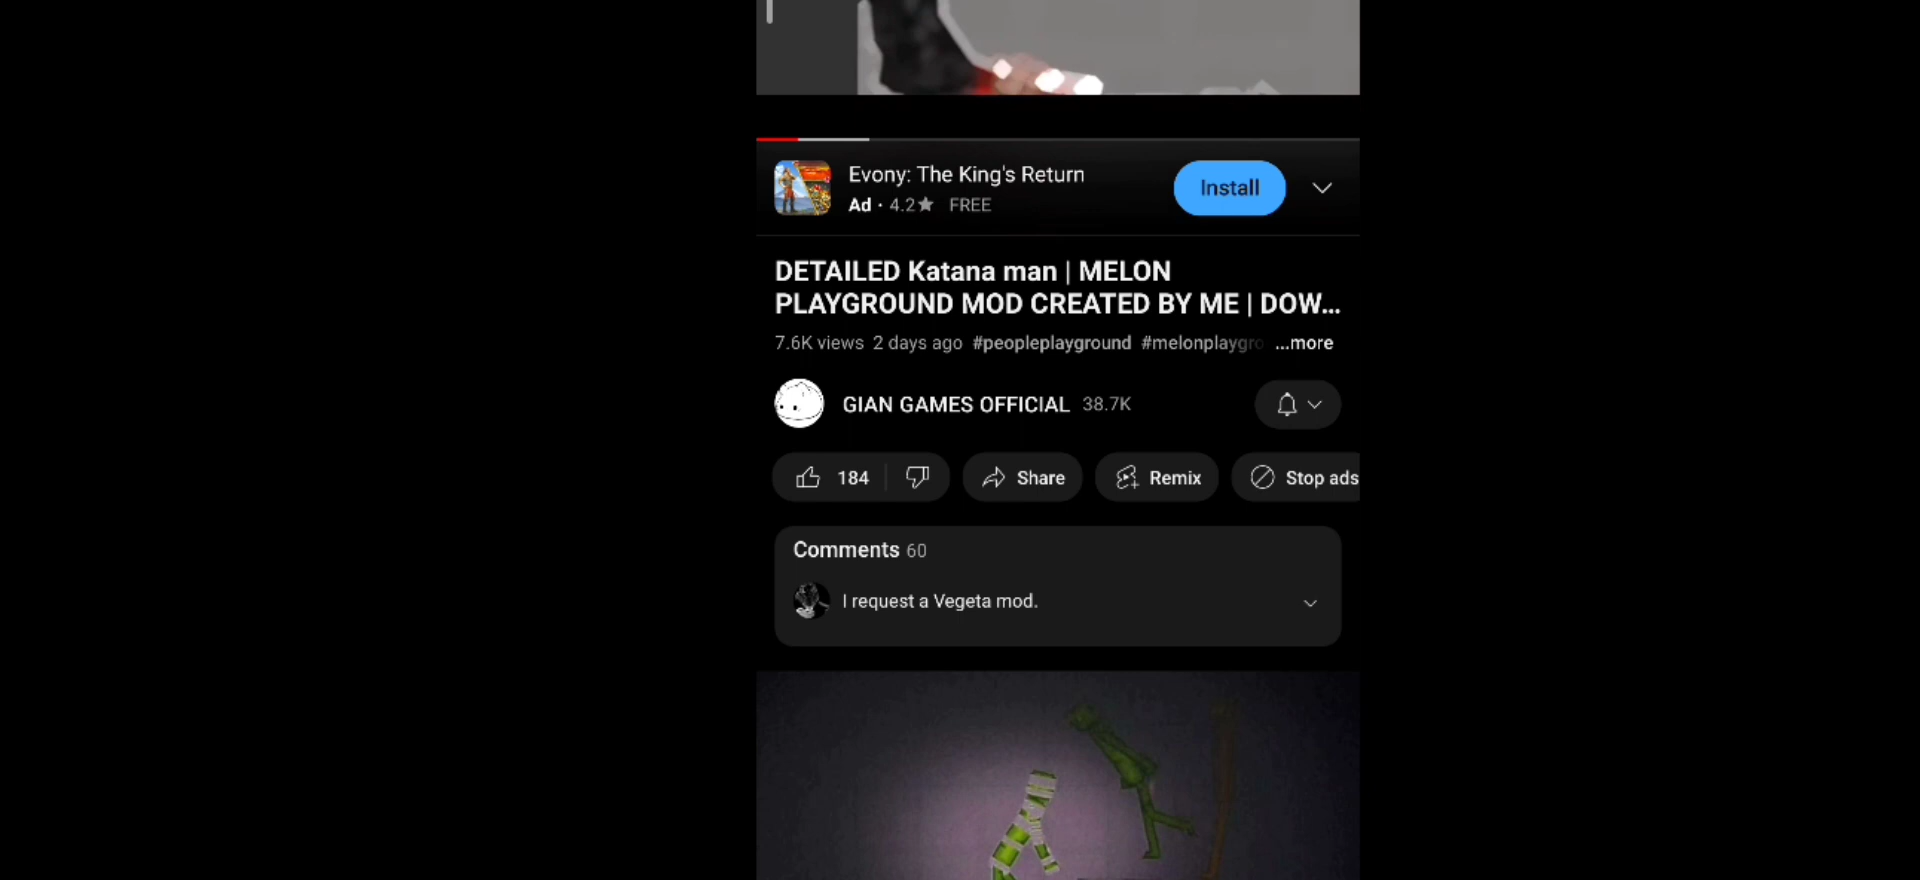 Evony: The King's Return
Install
Ad · 4.2★ FREE
DETAILED Katana man | MELON
PLAYGROUND MOD CREATED BY ME | DOW...
7.6K views 2 days ago #peopleplayground #melonplaygro ...more
GIAN GAMES OFFICIAL 38.7K
184 Share Remix Stop ads
Comments 60
I request a Vegeta mod.